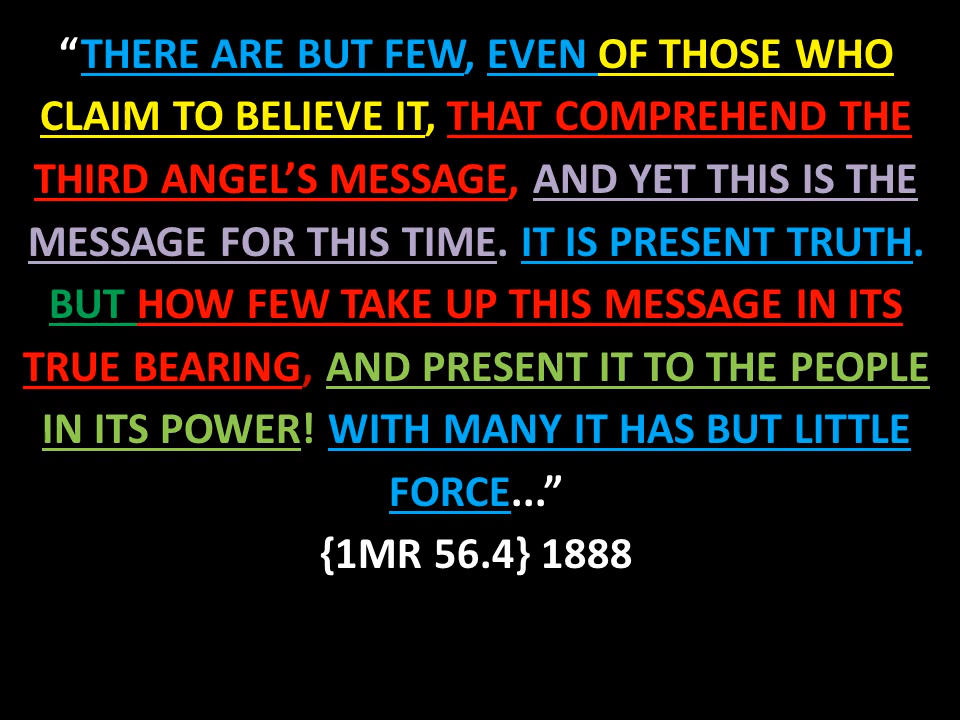 “THERE ARE BUT FEW, EVEN OF THOSE WHO
CLAIM TO BELIEVE IT, THAT COMPREHEND THE
THIRD ANGEL’S MESSAGE, AND YET THIS IS THE
MESSAGE FOR THIS TIME. IT IS PRESENT TRUTH.
BUT HOW FEW TAKE UP THIS MESSAGE IN ITS
TRUE BEARING, AND PRESENT IT TO THE PEOPLE
IN ITS POWER! WITH MANY IT HAS BUT LITTLE
FORCE...”
{1MR 56.4} 1888